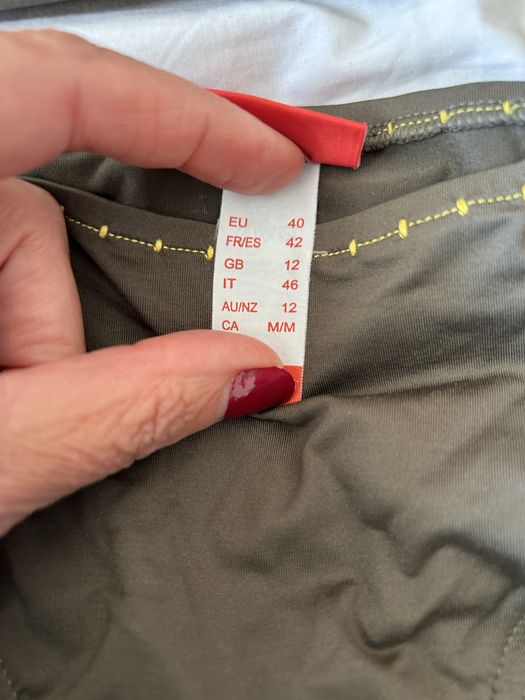 EU 40
FR/ES 42
GB 12
IT 46
AU/NZ 12
CA M/M